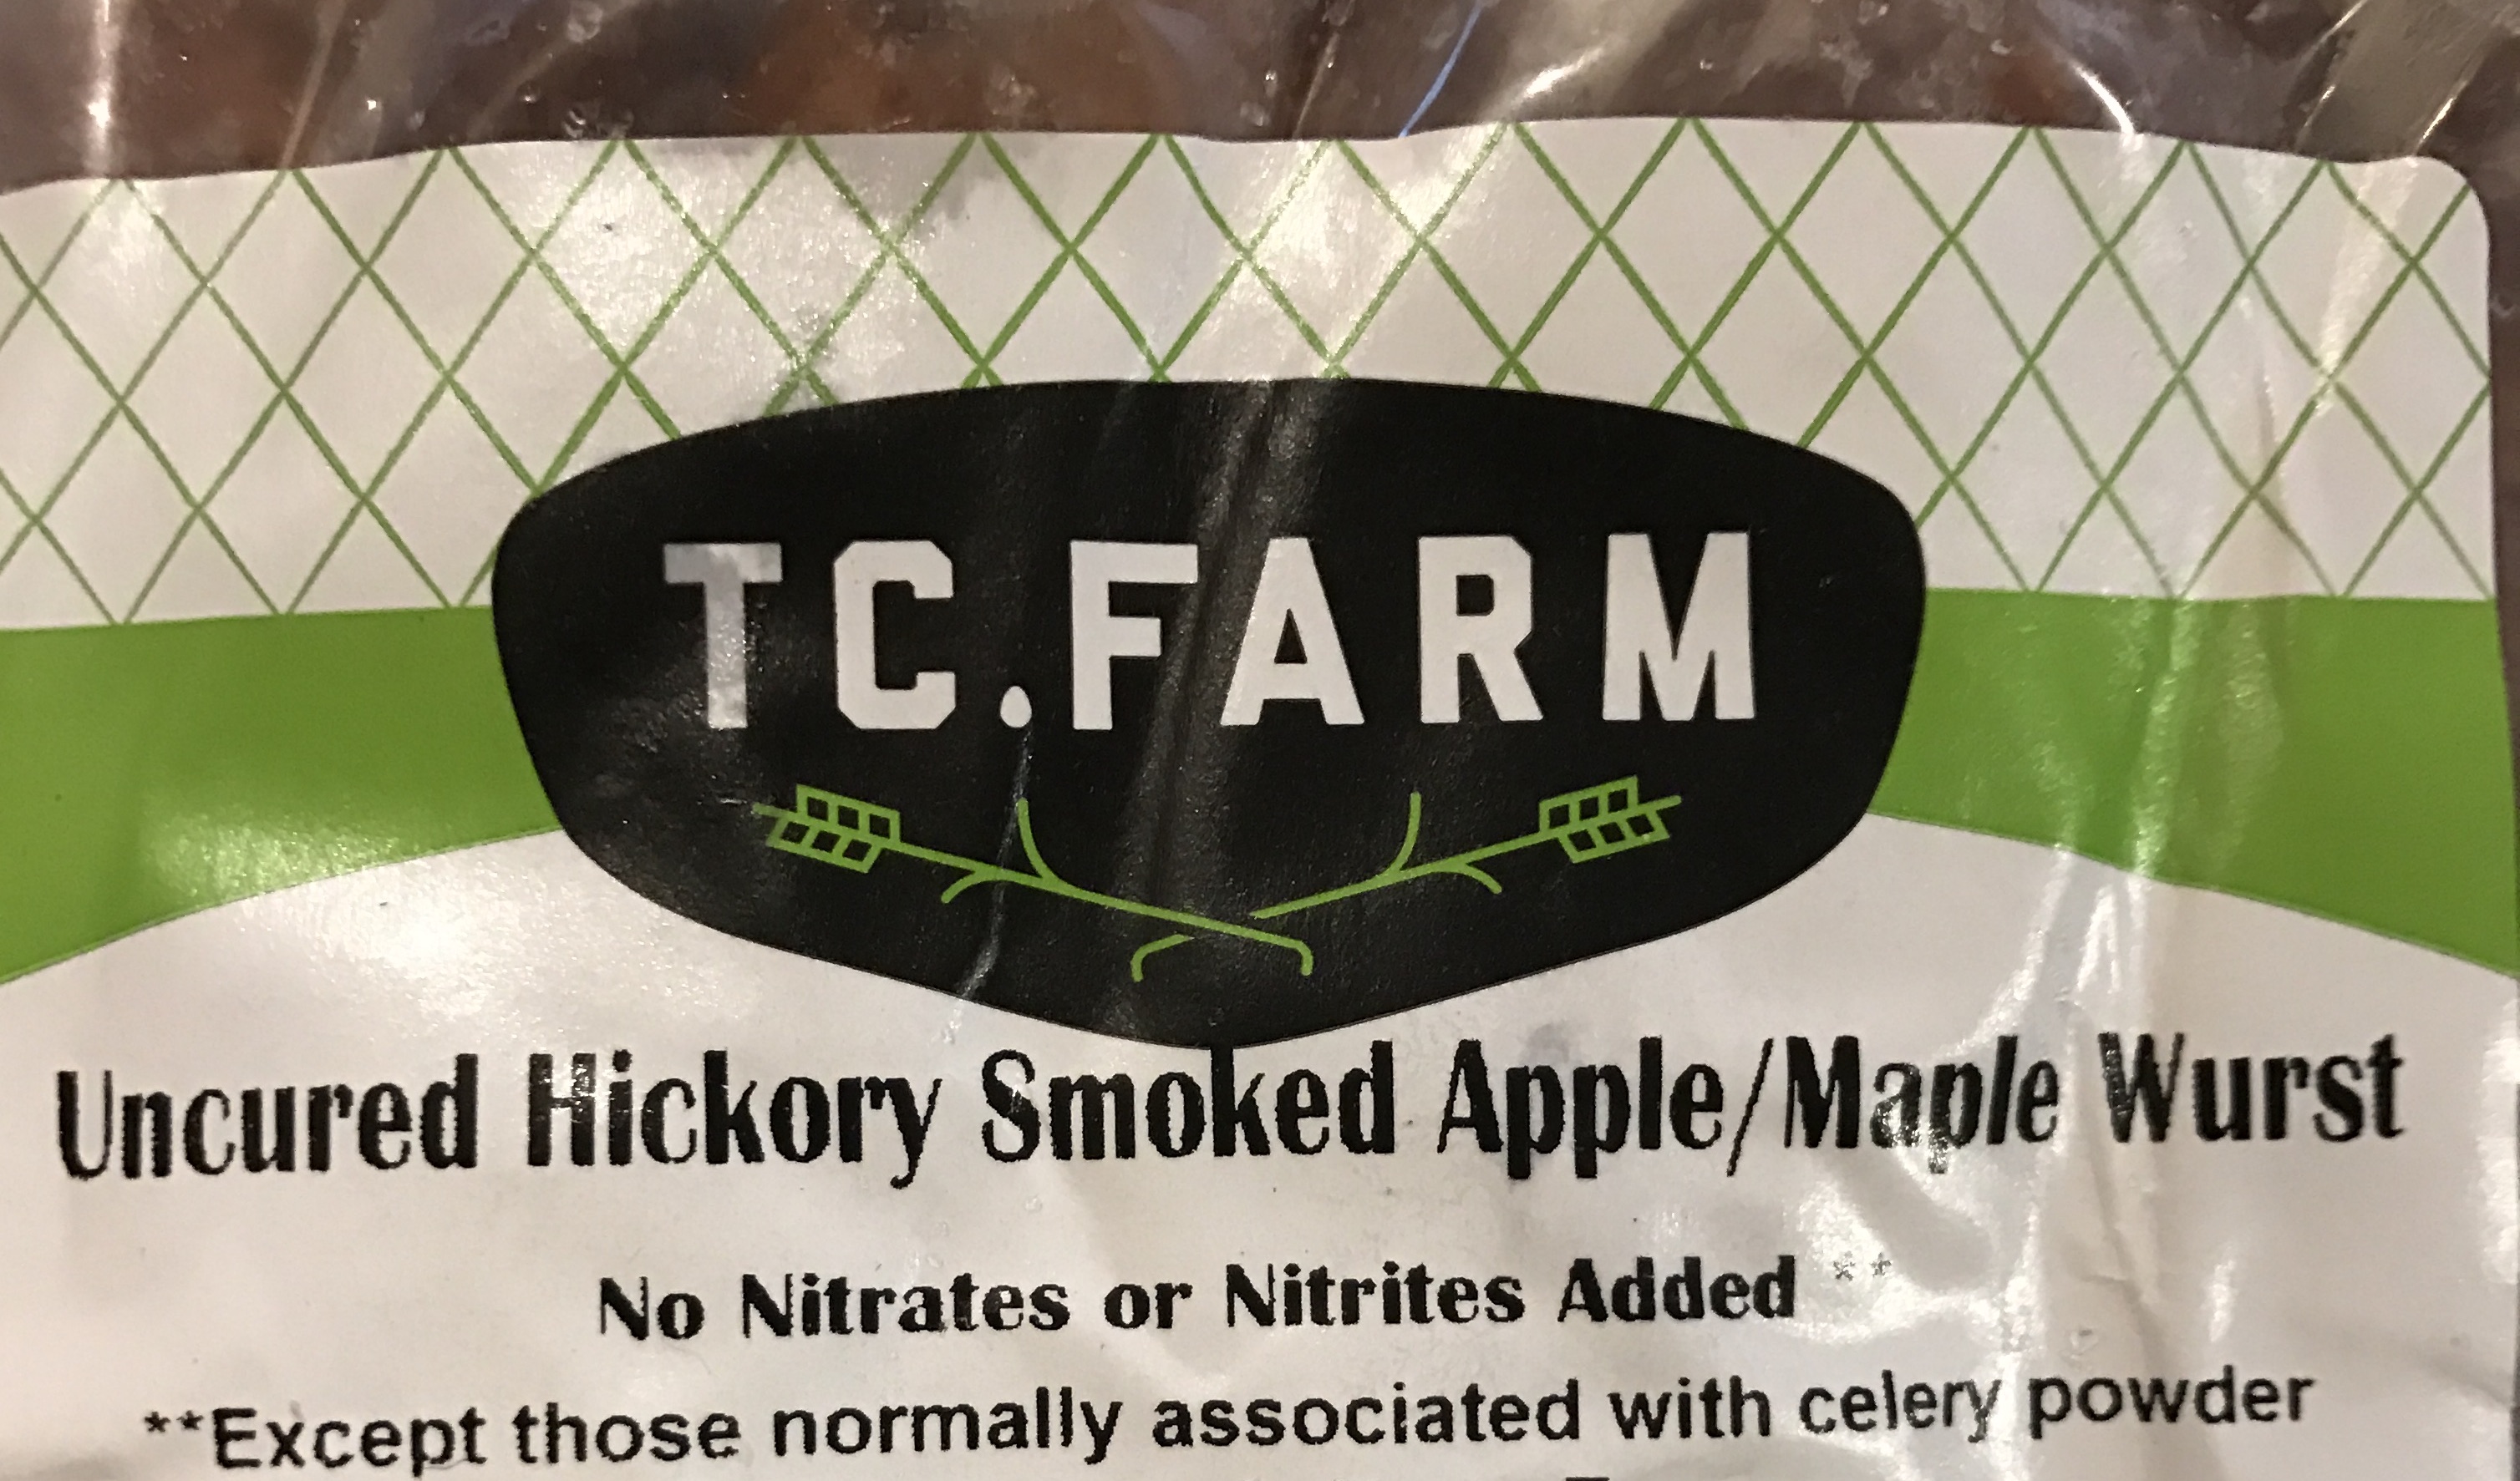 TC.FARM
Uncured Hickory Smoked Apple/Maple Wurst
No Nitrates or Nitrites Added **
**Except those normally associated with celery powder